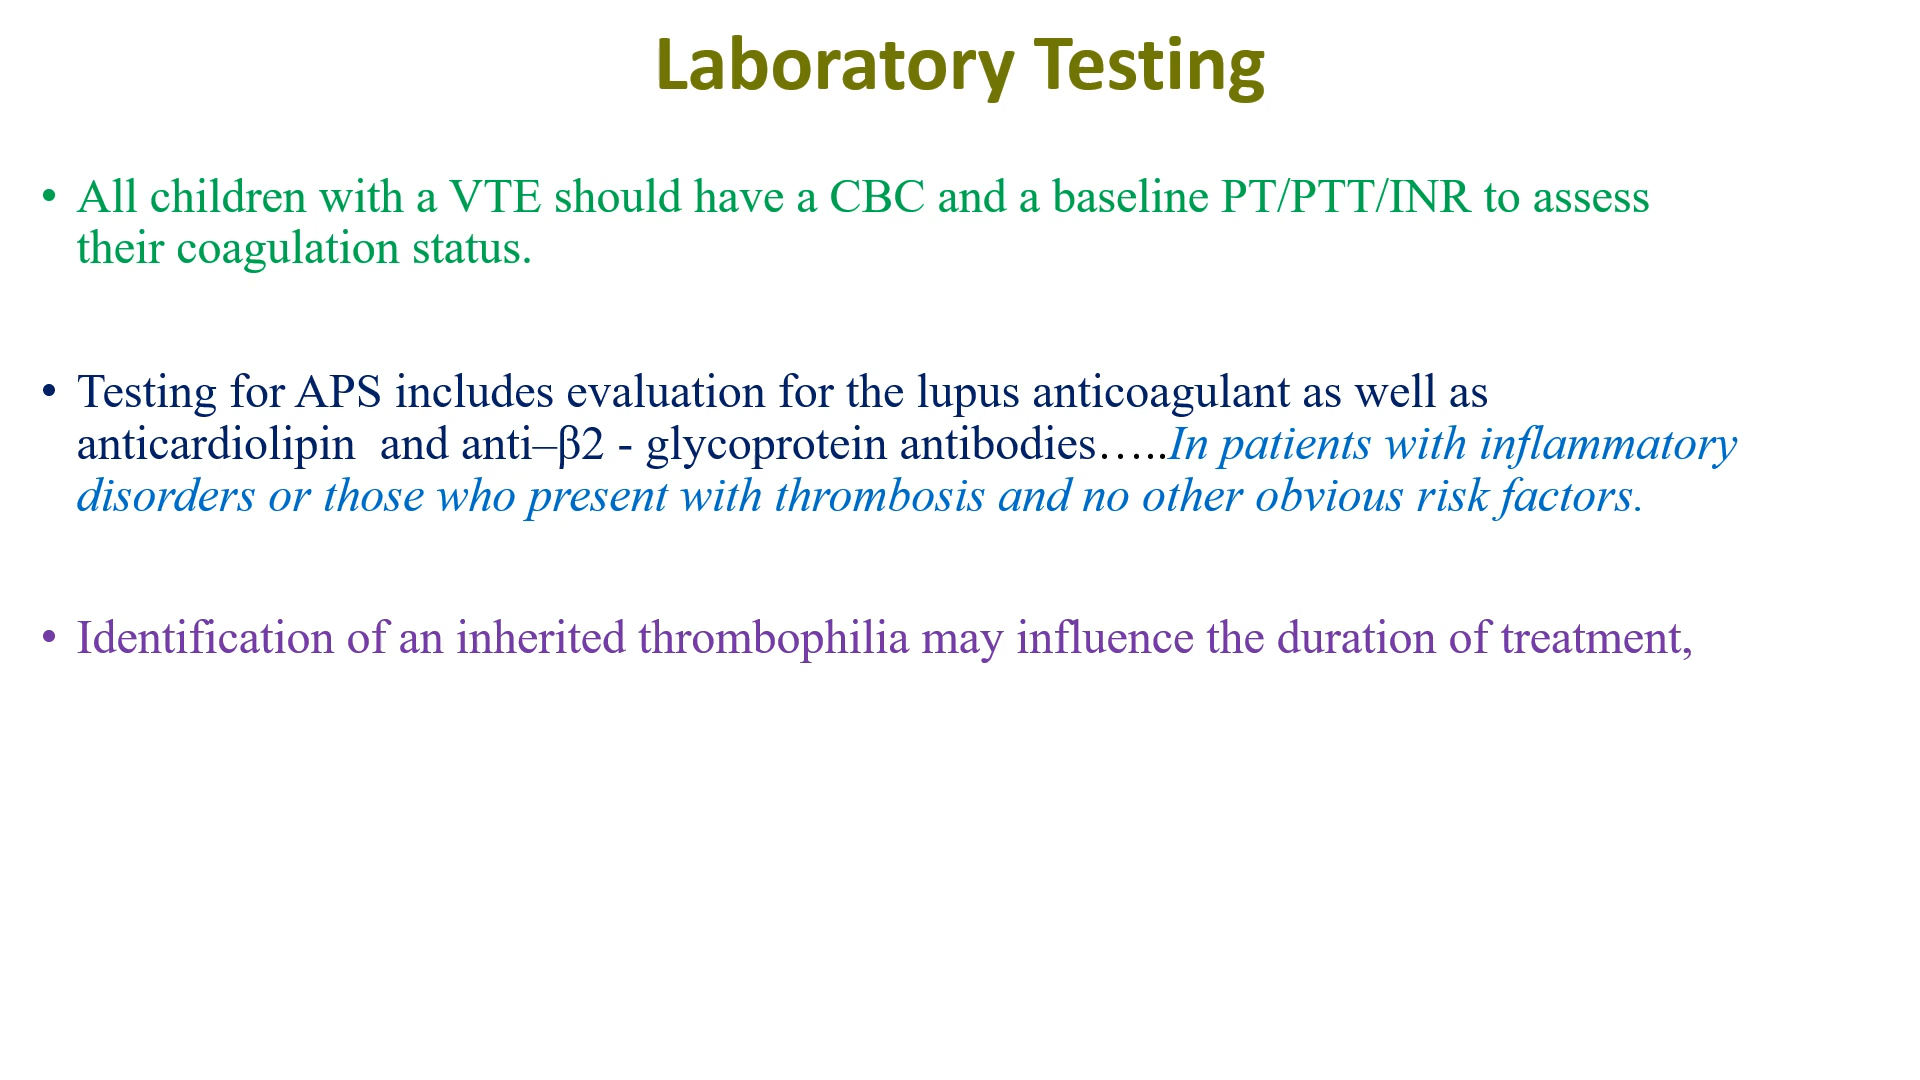 Laboratory Testing
• All children with a VTE should have a CBC and a baseline PT/PTT/INR to assess
their coagulation status.
• Testing for APS includes evaluation for the lupus anticoagulant as well as
anticardiolipin  and anti–β2 - glycoprotein antibodies…..In patients with inflammatory
disorders or those who present with thrombosis and no other obvious risk factors.
• Identification of an inherited thrombophilia may influence the duration of treatment,